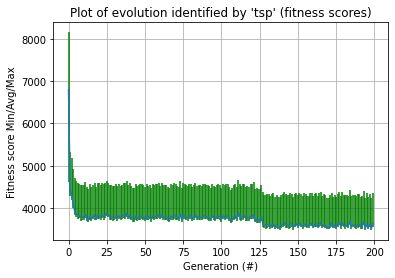 Plot of evolution identified by 'tsp' (fitness scores)
Fitness score Min/Avg/Max
8000
7000
6000
5000
4000
0 25 50 75 100 125 150 175 200
Generation (#)